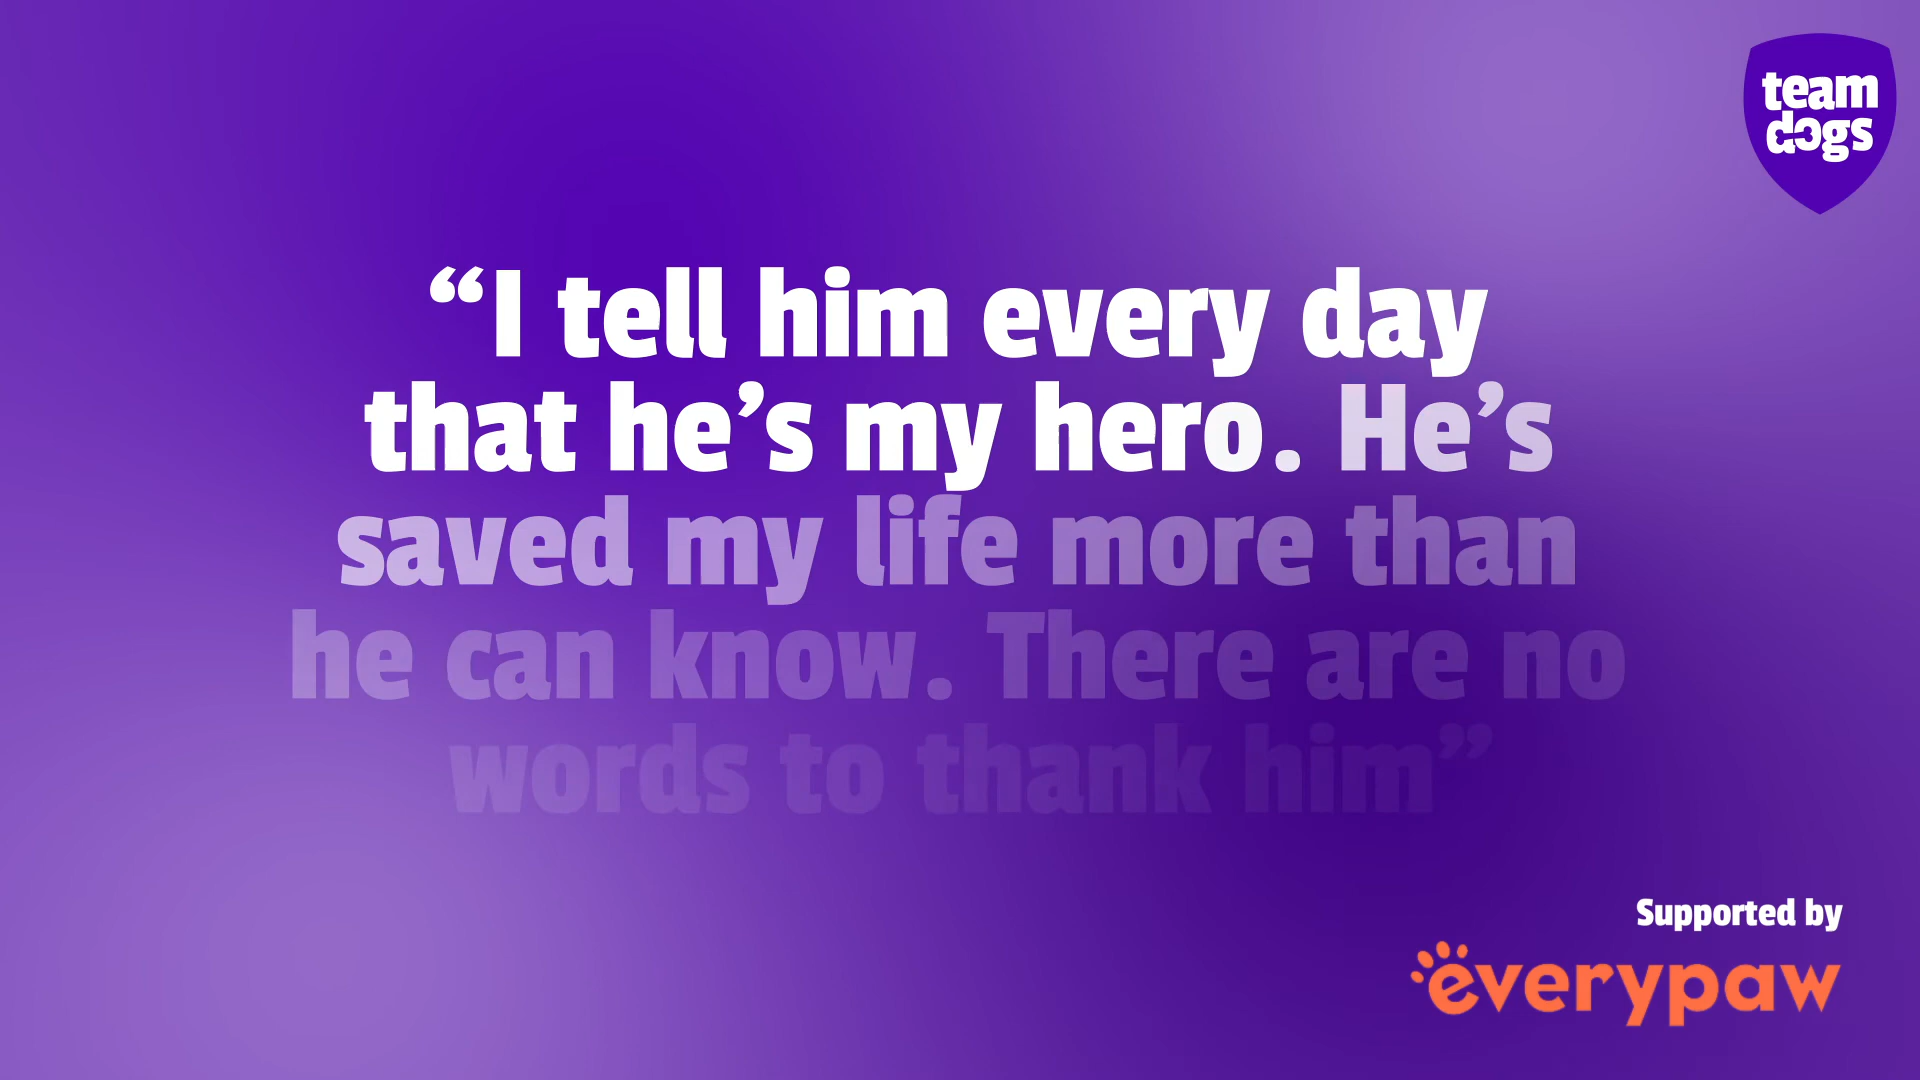 team
dogs
“I tell him every day
that he’s my hero. He’s
saved my life more than
he can know. There are no
words to thank him”
Supported by
everypaw